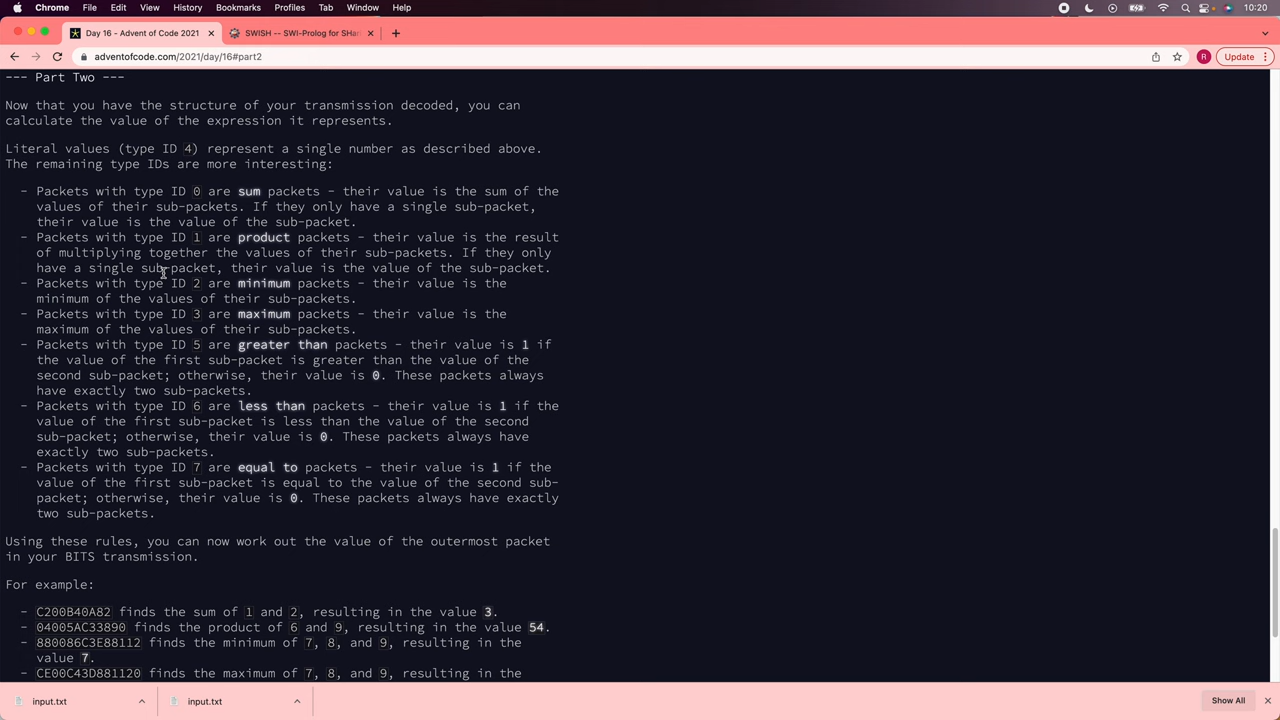 Chrome File Edit View History Bookmarks Profiles Tab Window Help 10:20
Day 16 - Advent of Code 2021 SWISH -- SWI-Prolog for SHar
adventofcode.com/2021/day/16#part2 R Update
--- Part Two ---
Now that you have the structure of your transmission decoded, you can
calculate the value of the expression it represents.
Literal values (type ID 4) represent a single number as described above.
The remaining type IDs are more interesting:
- Packets with type ID 0 are sum packets - their value is the sum of the
values of their sub-packets. If they only have a single sub-packet,
their value is the value of the sub-packet.
- Packets with type ID 1 are product packets - their value is the result
of multiplying together the values of their sub-packets. If they only
have a single sub-packet, their value is the value of the sub-packet.
- Packets with type ID 2 are minimum packets - their value is the
minimum of the values of their sub-packets.
- Packets with type ID 3 are maximum packets - their value is the
maximum of the values of their sub-packets.
- Packets with type ID 5 are greater than packets - their value is 1 if
the value of the first sub-packet is greater than the value of the
second sub-packet; otherwise, their value is 0. These packets always
have exactly two sub-packets.
- Packets with type ID 6 are less than packets - their value is 1 if the
value of the first sub-packet is less than the value of the second
sub-packet; otherwise, their value is 0. These packets always have
exactly two sub-packets.
- Packets with type ID 7 are equal to packets - their value is 1 if the
value of the first sub-packet is equal to the value of the second sub-
packet; otherwise, their value is 0. These packets always have exactly
two sub-packets.
Using these rules, you can now work out the value of the outermost packet
in your BITS transmission.
For example:
- C200B40A82 finds the sum of 1 and 2, resulting in the value 3.
- 04005AC33890 finds the product of 6 and 9, resulting in the value 54.
- 880086C3E88112 finds the minimum of 7, 8, and 9, resulting in the
value 7.
- CE00C43D881120 finds the maximum of 7, 8, and 9, resulting in the
input.txt input.txt Show All